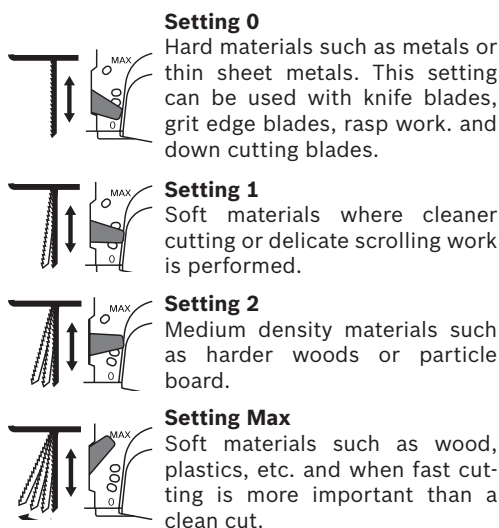 Setting 0
Hard materials such as metals or
MAX
thin sheet metals. This setting
can be used with knife blades,
grit edge blades, rasp work. and
0
down cutting blades.
Setting 1
MAX
Soft materials where cleaner
cutting or delicate scrolling work
0
is performed.
Setting 2
MAX
Medium density materials such
as harder woods or particle
0
board.
Setting Max
MAX
Soft materials such as wood,
plastics, etc. and when fast cut-
ting is more important than a
0
clean cut.